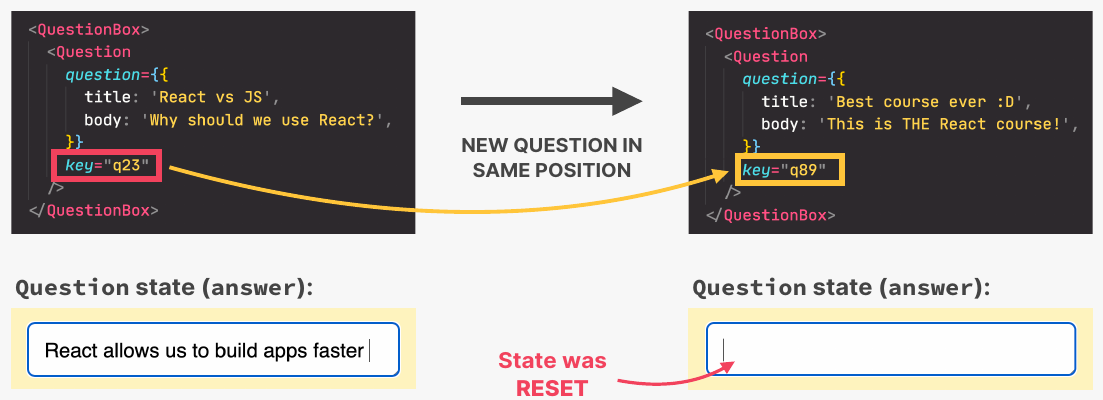 <QuestionBox>
<Question
question={{
title: 'React vs JS',
body: 'Why should we use React?',
}}
key="q23"
/>
</QuestionBox>
NEW QUESTION IN
SAME POSITION
<QuestionBox>
<Question
question={{
title: 'Best course ever :D',
body: 'This is THE React course!',
}}
key="q89"
/>
</QuestionBox>
Question state (answer):
React allows us to build apps faster
State was
RESET
Question state (answer):